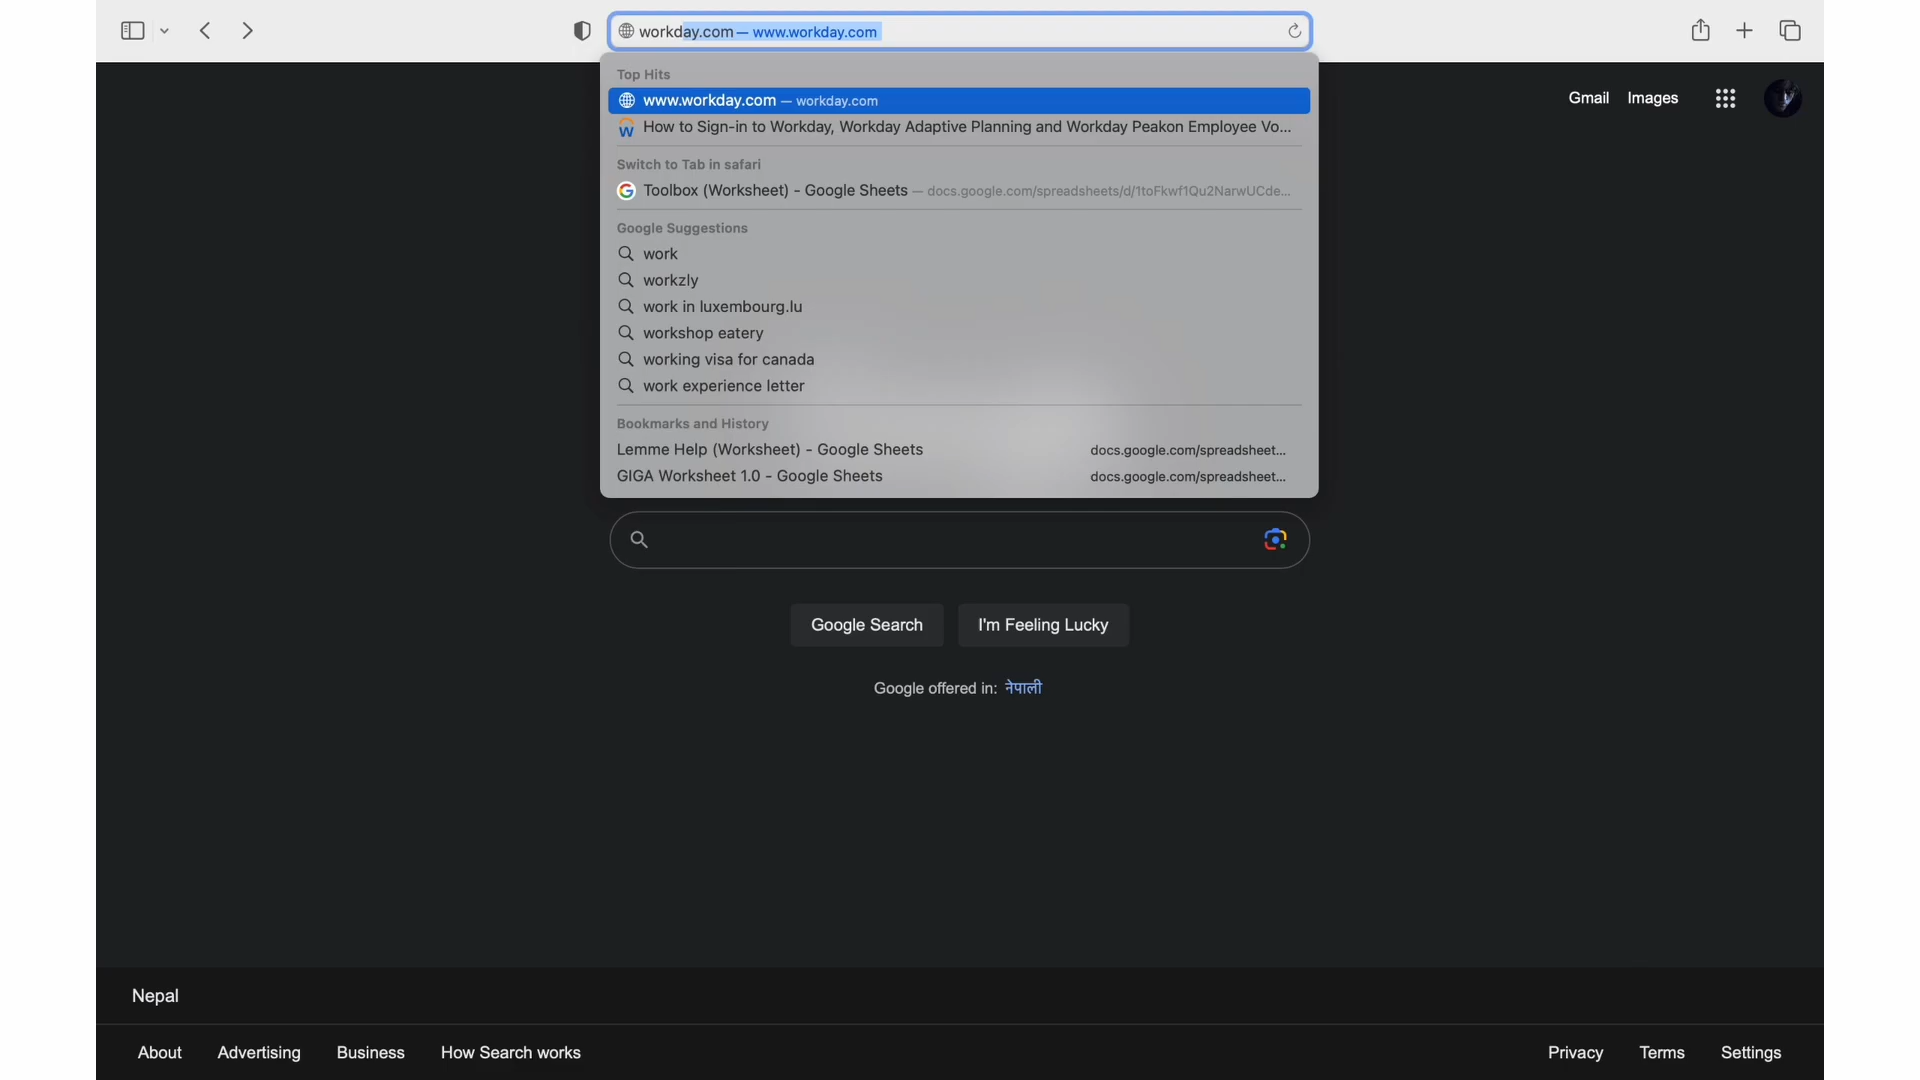 workday.com — www.workday.com
Top Hits
www.workday.com — workday.com
How to Sign-in to Workday, Workday Adaptive Planning and Workday Peakon Employee Vo...
Switch to Tab in safari
Toolbox (Worksheet) - Google Sheets — docs.google.com/spreadsheets/d/1toFkwf1Qu2NarwUCde...
Google Suggestions
work
workzly
work in luxembourg.lu
workshop eatery
working visa for canada
work experience letter
Bookmarks and History
Lemme Help (Worksheet) - Google Sheets docs.google.com/spreadsheet...
GIGA Worksheet 1.0 - Google Sheets docs.google.com/spreadsheet...
Gmail Images
Google Search I'm Feeling Lucky
Google offered in: नेपाली
Nepal
About Advertising Business How Search works Privacy Terms Settings